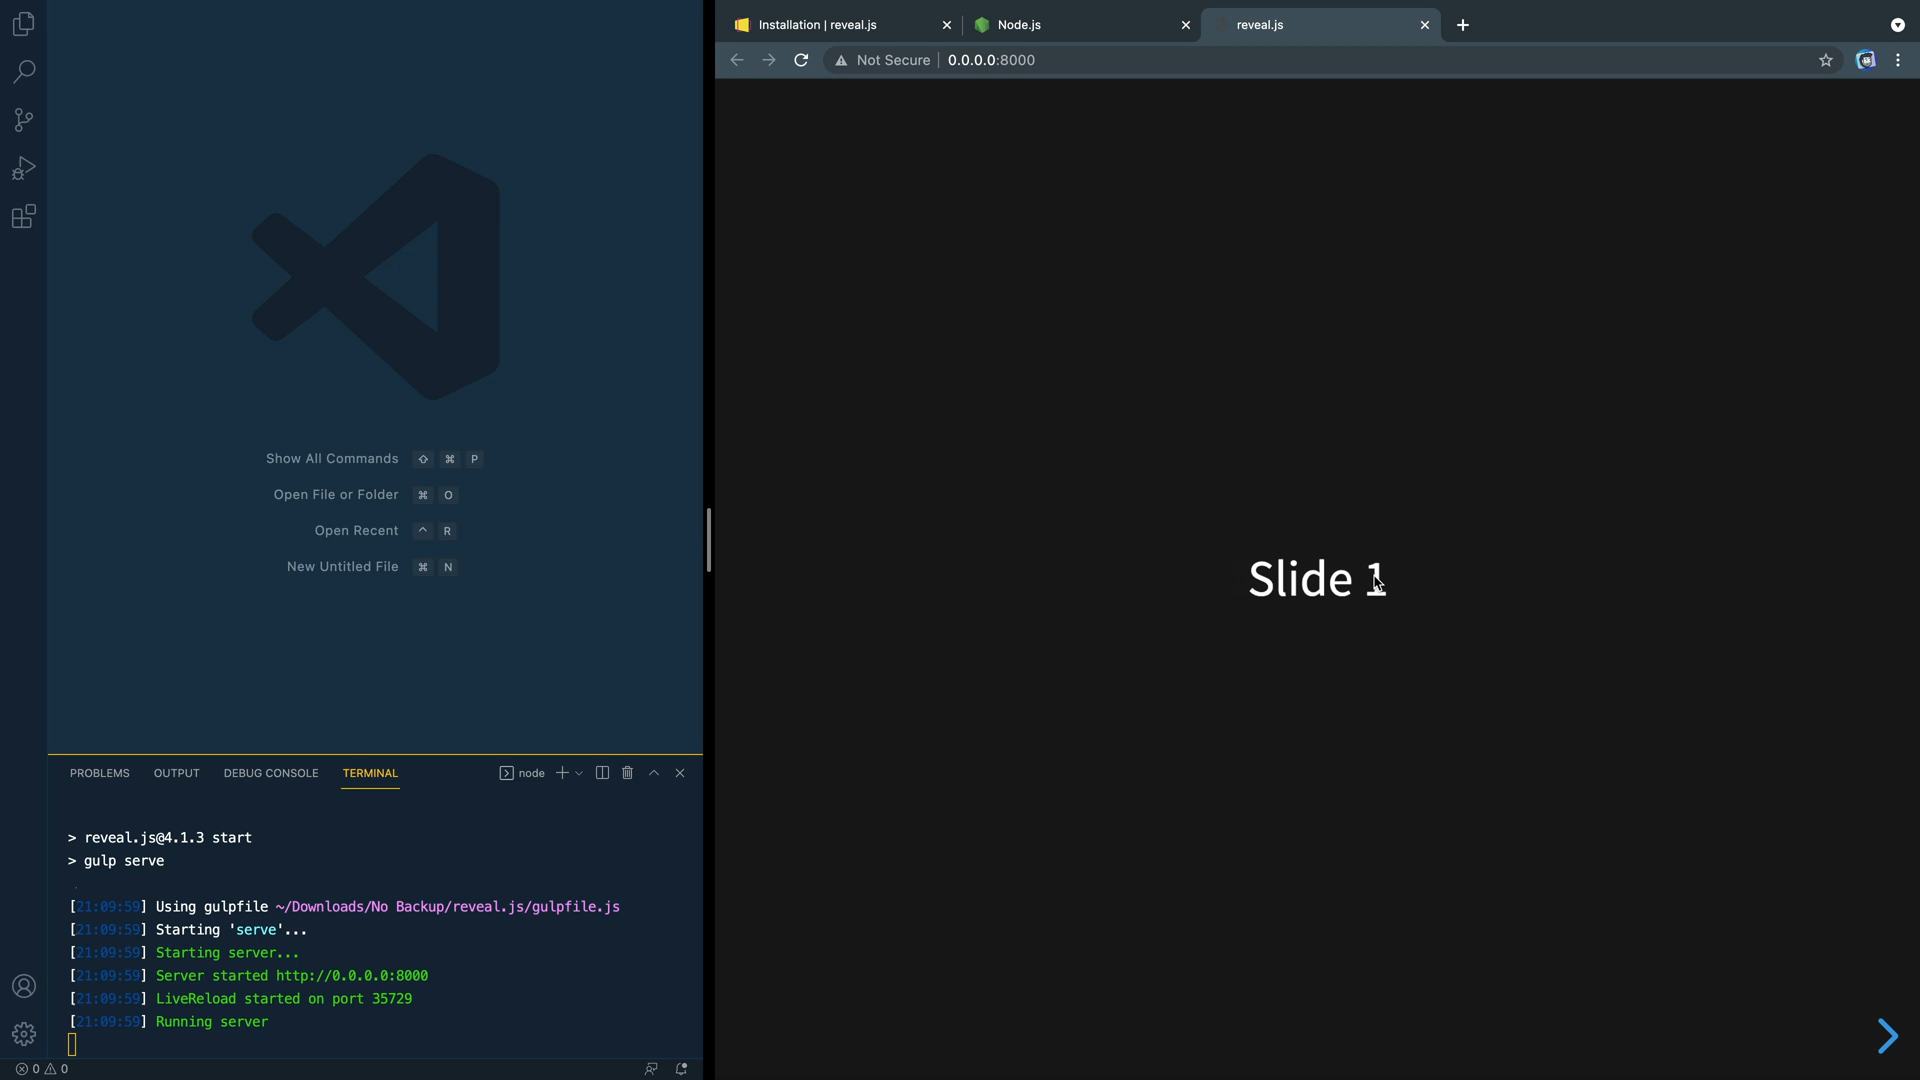 Installation | reveal.js
Node.js
reveal.js
Not Secure
0.0.0.0:8000
Show All Commands ⇧ ⌘ P
Open File or Folder ⌘ O
Open Recent ^ R
New Untitled File ⌘ N
Slide 1
PROBLEMS OUTPUT DEBUG CONSOLE TERMINAL
node
> reveal.js@4.1.3 start
> gulp serve
[21:09:59] Using gulpfile ~/Downloads/No Backup/reveal.js/gulpfile.js
[21:09:59] Starting 'serve'...
[21:09:59] Starting server...
[21:09:59] Server started http://0.0.0.0:8000
[21:09:59] LiveReload started on port 35729
[21:09:59] Running server
0 0